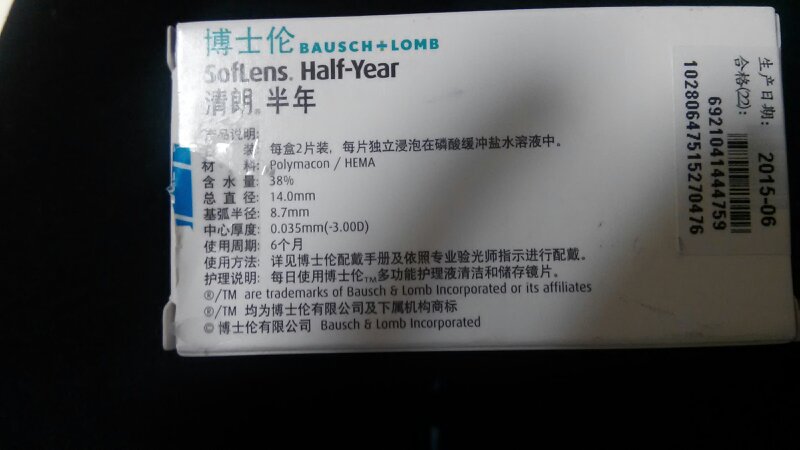 博士伦 BAUSCH+LOMB
SofLens® Half-Year
清朗® 半年
产品说明:
装: 每盒2片装，每片独立浸泡在磷酸缓冲盐水溶液中。
材 料: Polymacon / HEMA
含 水 量: 38%
总 直 径: 14.0mm
基弧半径: 8.7mm
中心厚度: 0.035mm(-3.00D)
使用周期: 6个月
使用方法: 详见博士伦配戴手册及依照专业验光师指示进行配戴。
护理说明: 每日使用博士伦TM多功能护理液清洁和储存镜片。
®/TM are trademarks of Bausch & Lomb Incorporated or its affiliates
®/TM 均为博士伦有限公司及下属机构商标
© 博士伦有限公司 Bausch & Lomb Incorporated
生产日期: 2015-06
合格(22):
6921041444759
10280647515270476